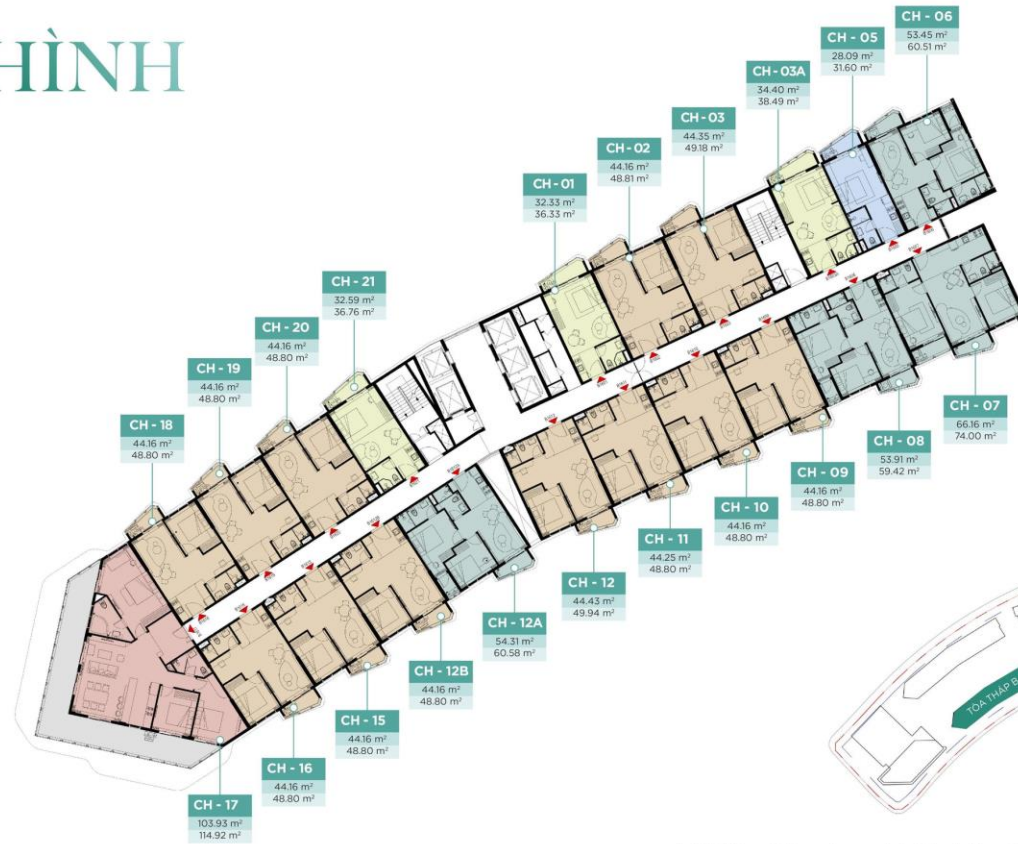 HÌNH
CH - 06
53.45 m²
60.51 m²
CH - 05
28.09 m²
31.60 m²
CH - 03A
34.40 m²
38.49 m²
CH - 03
44.35 m²
49.18 m²
CH - 02
44.16 m²
48.81 m²
CH - 01
32.33 m²
36.33 m²
CH - 21
32.59 m²
36.76 m²
CH - 20
44.16 m²
48.80 m²
CH - 19
44.16 m²
48.80 m²
CH - 18
44.16 m²
48.80 m²
CH - 07
66.16 m²
74.00 m²
CH - 08
53.91 m²
59.42 m²
CH - 09
44.16 m²
48.80 m²
CH - 10
44.16 m²
48.80 m²
CH - 11
44.25 m²
48.80 m²
CH - 12
44.43 m²
49.94 m²
CH - 12A
54.31 m²
60.58 m²
CH - 12B
44.16 m²
48.80 m²
CH - 15
44.16 m²
48.80 m²
CH - 16
44.16 m²
48.80 m²
CH - 17
103.93 m²
114.92 m²
TÒA THÁP B